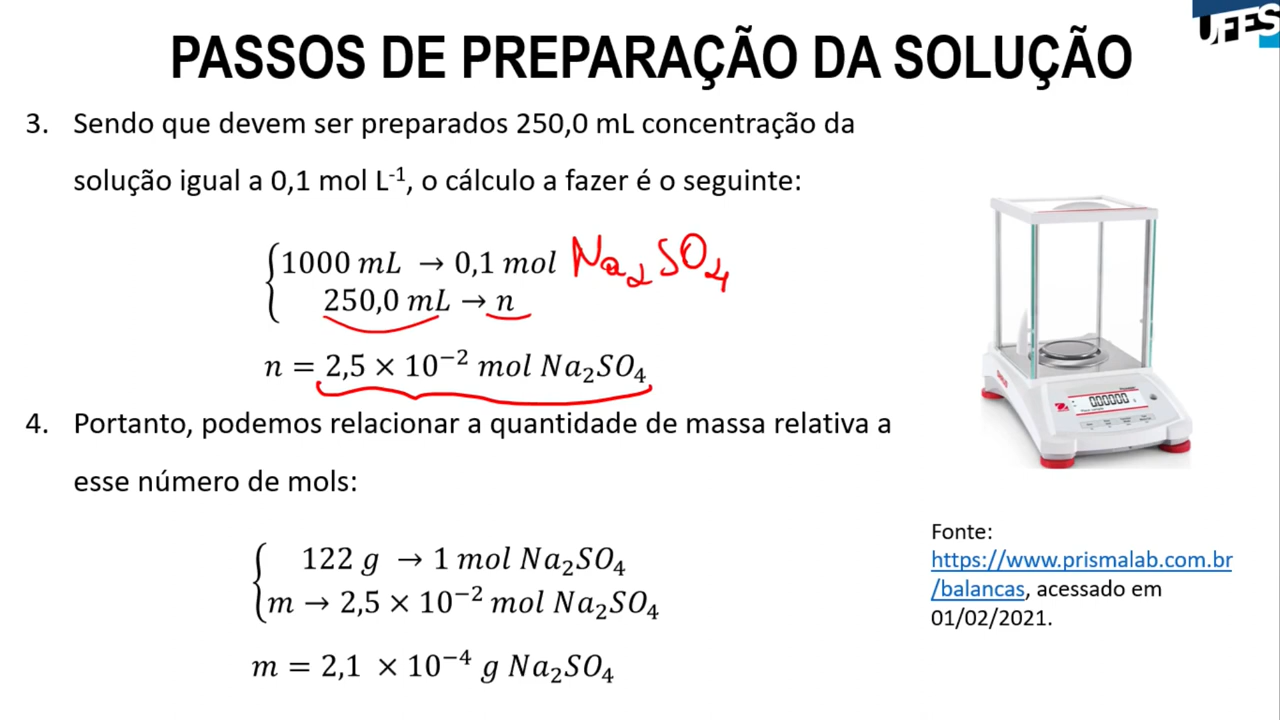 UFES
PASSOS DE PREPARAÇÃO DA SOLUÇÃO
3. Sendo que devem ser preparados 250,0 mL concentração da
solução igual a 0,1 mol L⁻¹, o cálculo a fazer é o seguinte:
1000 mL → 0,1 mol Na₂SO₄
250,0 mL → n
n = 2,5 × 10⁻² mol Na₂SO₄
4. Portanto, podemos relacionar a quantidade de massa relativa a
esse número de mols:
122 g → 1 mol Na₂SO₄
m → 2,5 × 10⁻² mol Na₂SO₄
m = 2,1 × 10⁻⁴ g Na₂SO₄
0.00000
Fonte:
https://www.prismalab.com.br
/balancas, acessado em
01/02/2021.